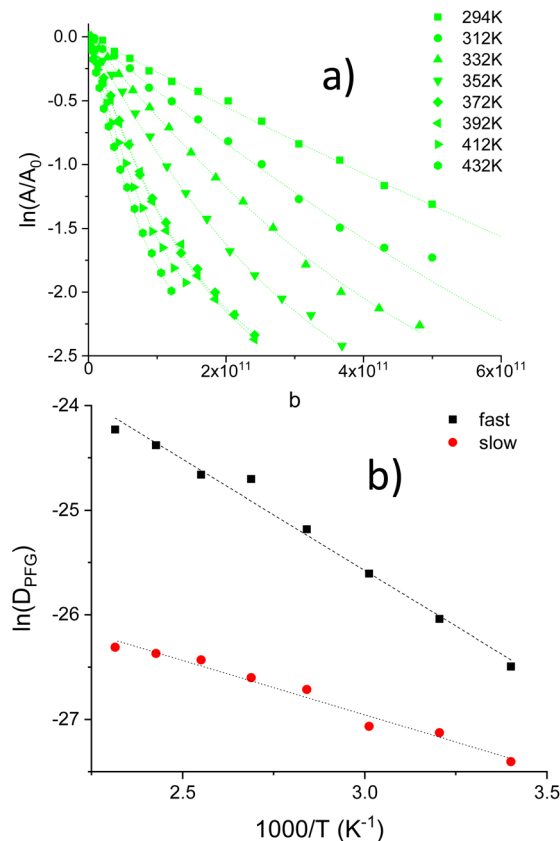 a)
294K
312K
332K
352K
372K
392K
412K
432K
0.0
-0.5
-1.0
-1.5
-2.0
-2.5
ln(A/A₀)
0
2x10¹¹
4x10¹¹
6x10¹¹
b
b)
fast
slow
-24
-25
-26
-27
ln(D_PFG)
2.5
3.0
3.5
1000/T (K⁻¹)